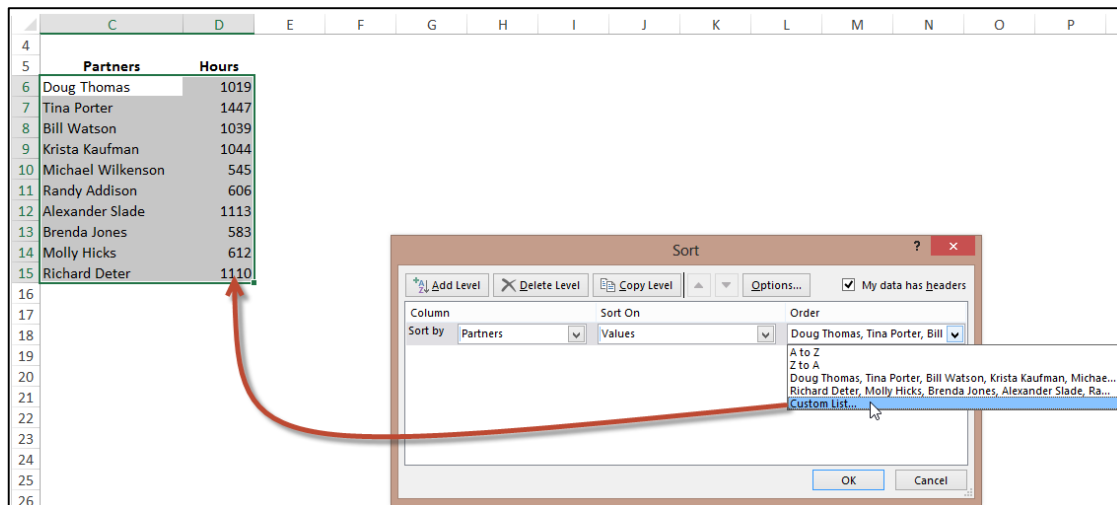 C D E F G H I J K L M N O P
4
5 Partners Hours
6 Doug Thomas 1019
7 Tina Porter 1447
8 Bill Watson 1039
9 Krista Kaufman 1044
10 Michael Wilkenson 545
11 Randy Addison 606
12 Alexander Slade 1113
13 Brenda Jones 583
14 Molly Hicks 612
15 Richard Deter 1110
16
17
18
19
20
21
22
23
24
25
26
Sort ? ×
Add Level Delete Level Copy Level Options... My data has headers
Column Sort On Order
Sort by Partners Values Doug Thomas, Tina Porter, Bill
A to Z
Z to A
Doug Thomas, Tina Porter, Bill Watson, Krista Kaufman, Michae...
Richard Deter, Molly Hicks, Brenda Jones, Alexander Slade, Ra...
Custom List...
OK Cancel